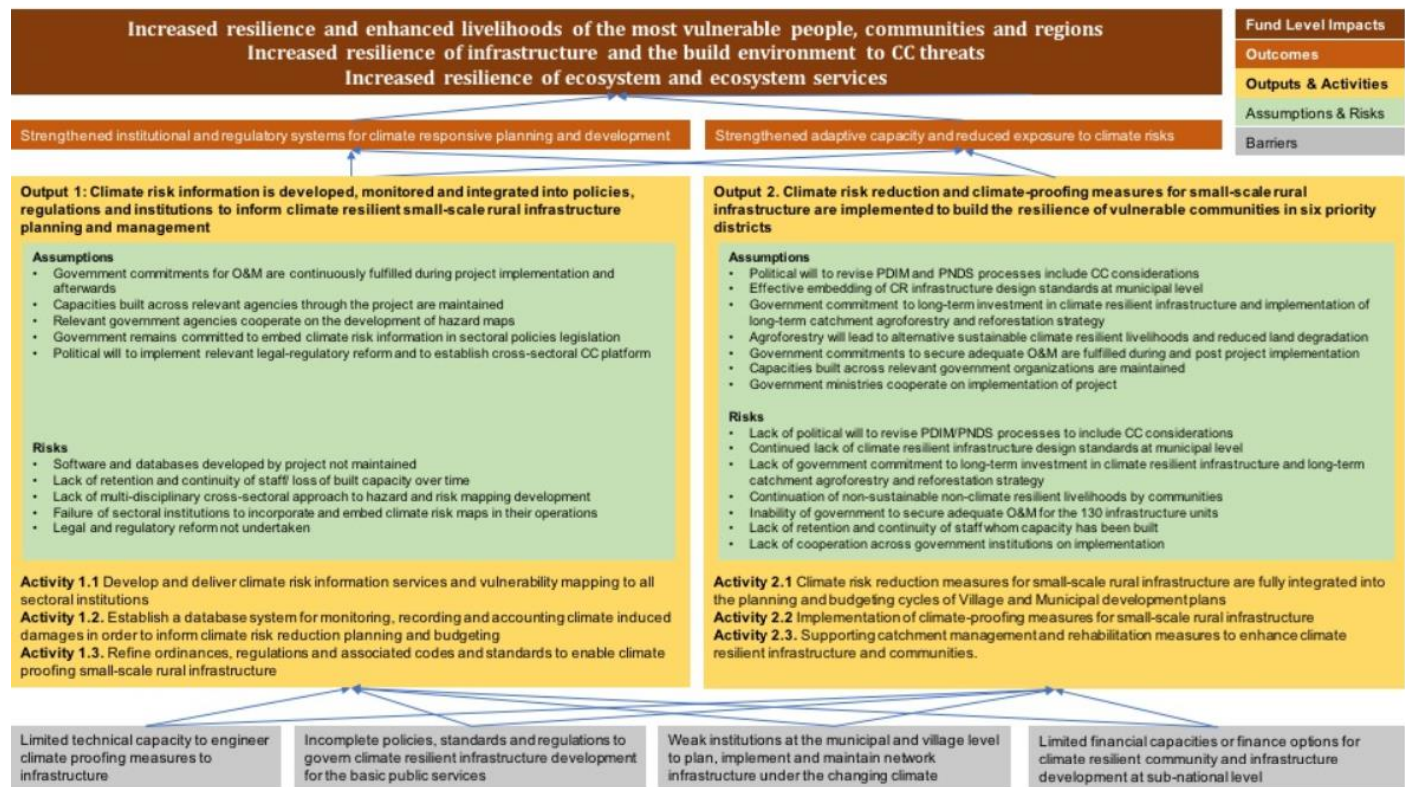 Increased resilience and enhanced livelihoods of the most vulnerable people, communities and regions
Increased resilience of infrastructure and the build environment to CC threats
Increased resilience of ecosystem and ecosystem services
Fund Level Impacts
Outcomes
Outputs & Activities
Assumptions & Risks
Barriers
Strengthened institutional and regulatory systems for climate responsive planning and development
Strengthened adaptive capacity and reduced exposure to climate risks
Output 1: Climate risk information is developed, monitored and integrated into policies,
regulations and institutions to inform climate resilient small-scale rural infrastructure
planning and management
Assumptions
• Government commitments for O&M are continuously fulfilled during project implementation and
afterwards
• Capacities built across relevant agencies through the project are maintained
• Relevant government agencies cooperate on the development of hazard maps
• Government remains committed to embed climate risk information in sectoral policies legislation
• Political will to implement relevant legal-regulatory reform and to establish cross-sectoral CC platform
Risks
• Software and databases developed by project not maintained
• Lack of retention and continuity of staff/ loss of built capacity over time
• Lack of multi-disciplinary cross-sectoral approach to hazard and risk mapping development
• Failure of sectoral institutions to incorporate and embed climate risk maps in their operations
• Legal and regulatory reform not undertaken
Activity 1.1 Develop and deliver climate risk information services and vulnerability mapping to all
sectoral institutions
Activity 1.2. Establish a database system for monitoring, recording and accounting climate induced
damages in order to inform climate risk reduction planning and budgeting
Activity 1.3. Refine ordinances, regulations and associated codes and standards to enable climate
proofing small-scale rural infrastructure
Output 2. Climate risk reduction and climate-proofing measures for small-scale rural
infrastructure are implemented to build the resilience of vulnerable communities in six priority
districts
Assumptions
• Political will to revise PDIM and PNDS processes include CC considerations
• Effective embedding of CR infrastructure design standards at municipal level
• Government commitment to long-term investment in climate resilient infrastructure and implementation of
long-term catchment agroforestry and reforestation strategy
• Agroforestry will lead to alternative sustainable climate resilient livelihoods and reduced land degradation
• Government commitments to secure adequate O&M are fulfilled during and post project implementation
• Capacities built across relevant government organizations are maintained
• Government ministries cooperate on implementation of project
Risks
• Lack of political will to revise PDIM/PNDS processes to include CC considerations
• Continued lack of climate resilient infrastructure design standards at municipal level
• Lack of government commitment to long-term investment in climate resilient infrastructure and long-term
catchment agroforestry and reforestation strategy
• Continuation of non-sustainable non-climate resilient livelihoods by communities
• Inability of government to secure adequate O&M for the 130 infrastructure units
• Lack of retention and continuity of staff whom capacity has been built
• Lack of cooperation across government institutions on implementation
Activity 2.1 Climate risk reduction measures for small-scale rural infrastructure are fully integrated into
the planning and budgeting cycles of Village and Municipal development plans
Activity 2.2 Implementation of climate-proofing measures for small-scale rural infrastructure
Activity 2.3. Supporting catchment management and rehabilitation measures to enhance climate
resilient infrastructure and communities.
Limited technical capacity to engineer
climate proofing measures to
infrastructure
Incomplete policies, standards and regulations to
govern climate resilient infrastructure development
for the basic public services
Weak institutions at the municipal and village level
to plan, implement and maintain network
infrastructure under the changing climate
Limited financial capacities or finance options for
climate resilient community and infrastructure
development at sub-national level